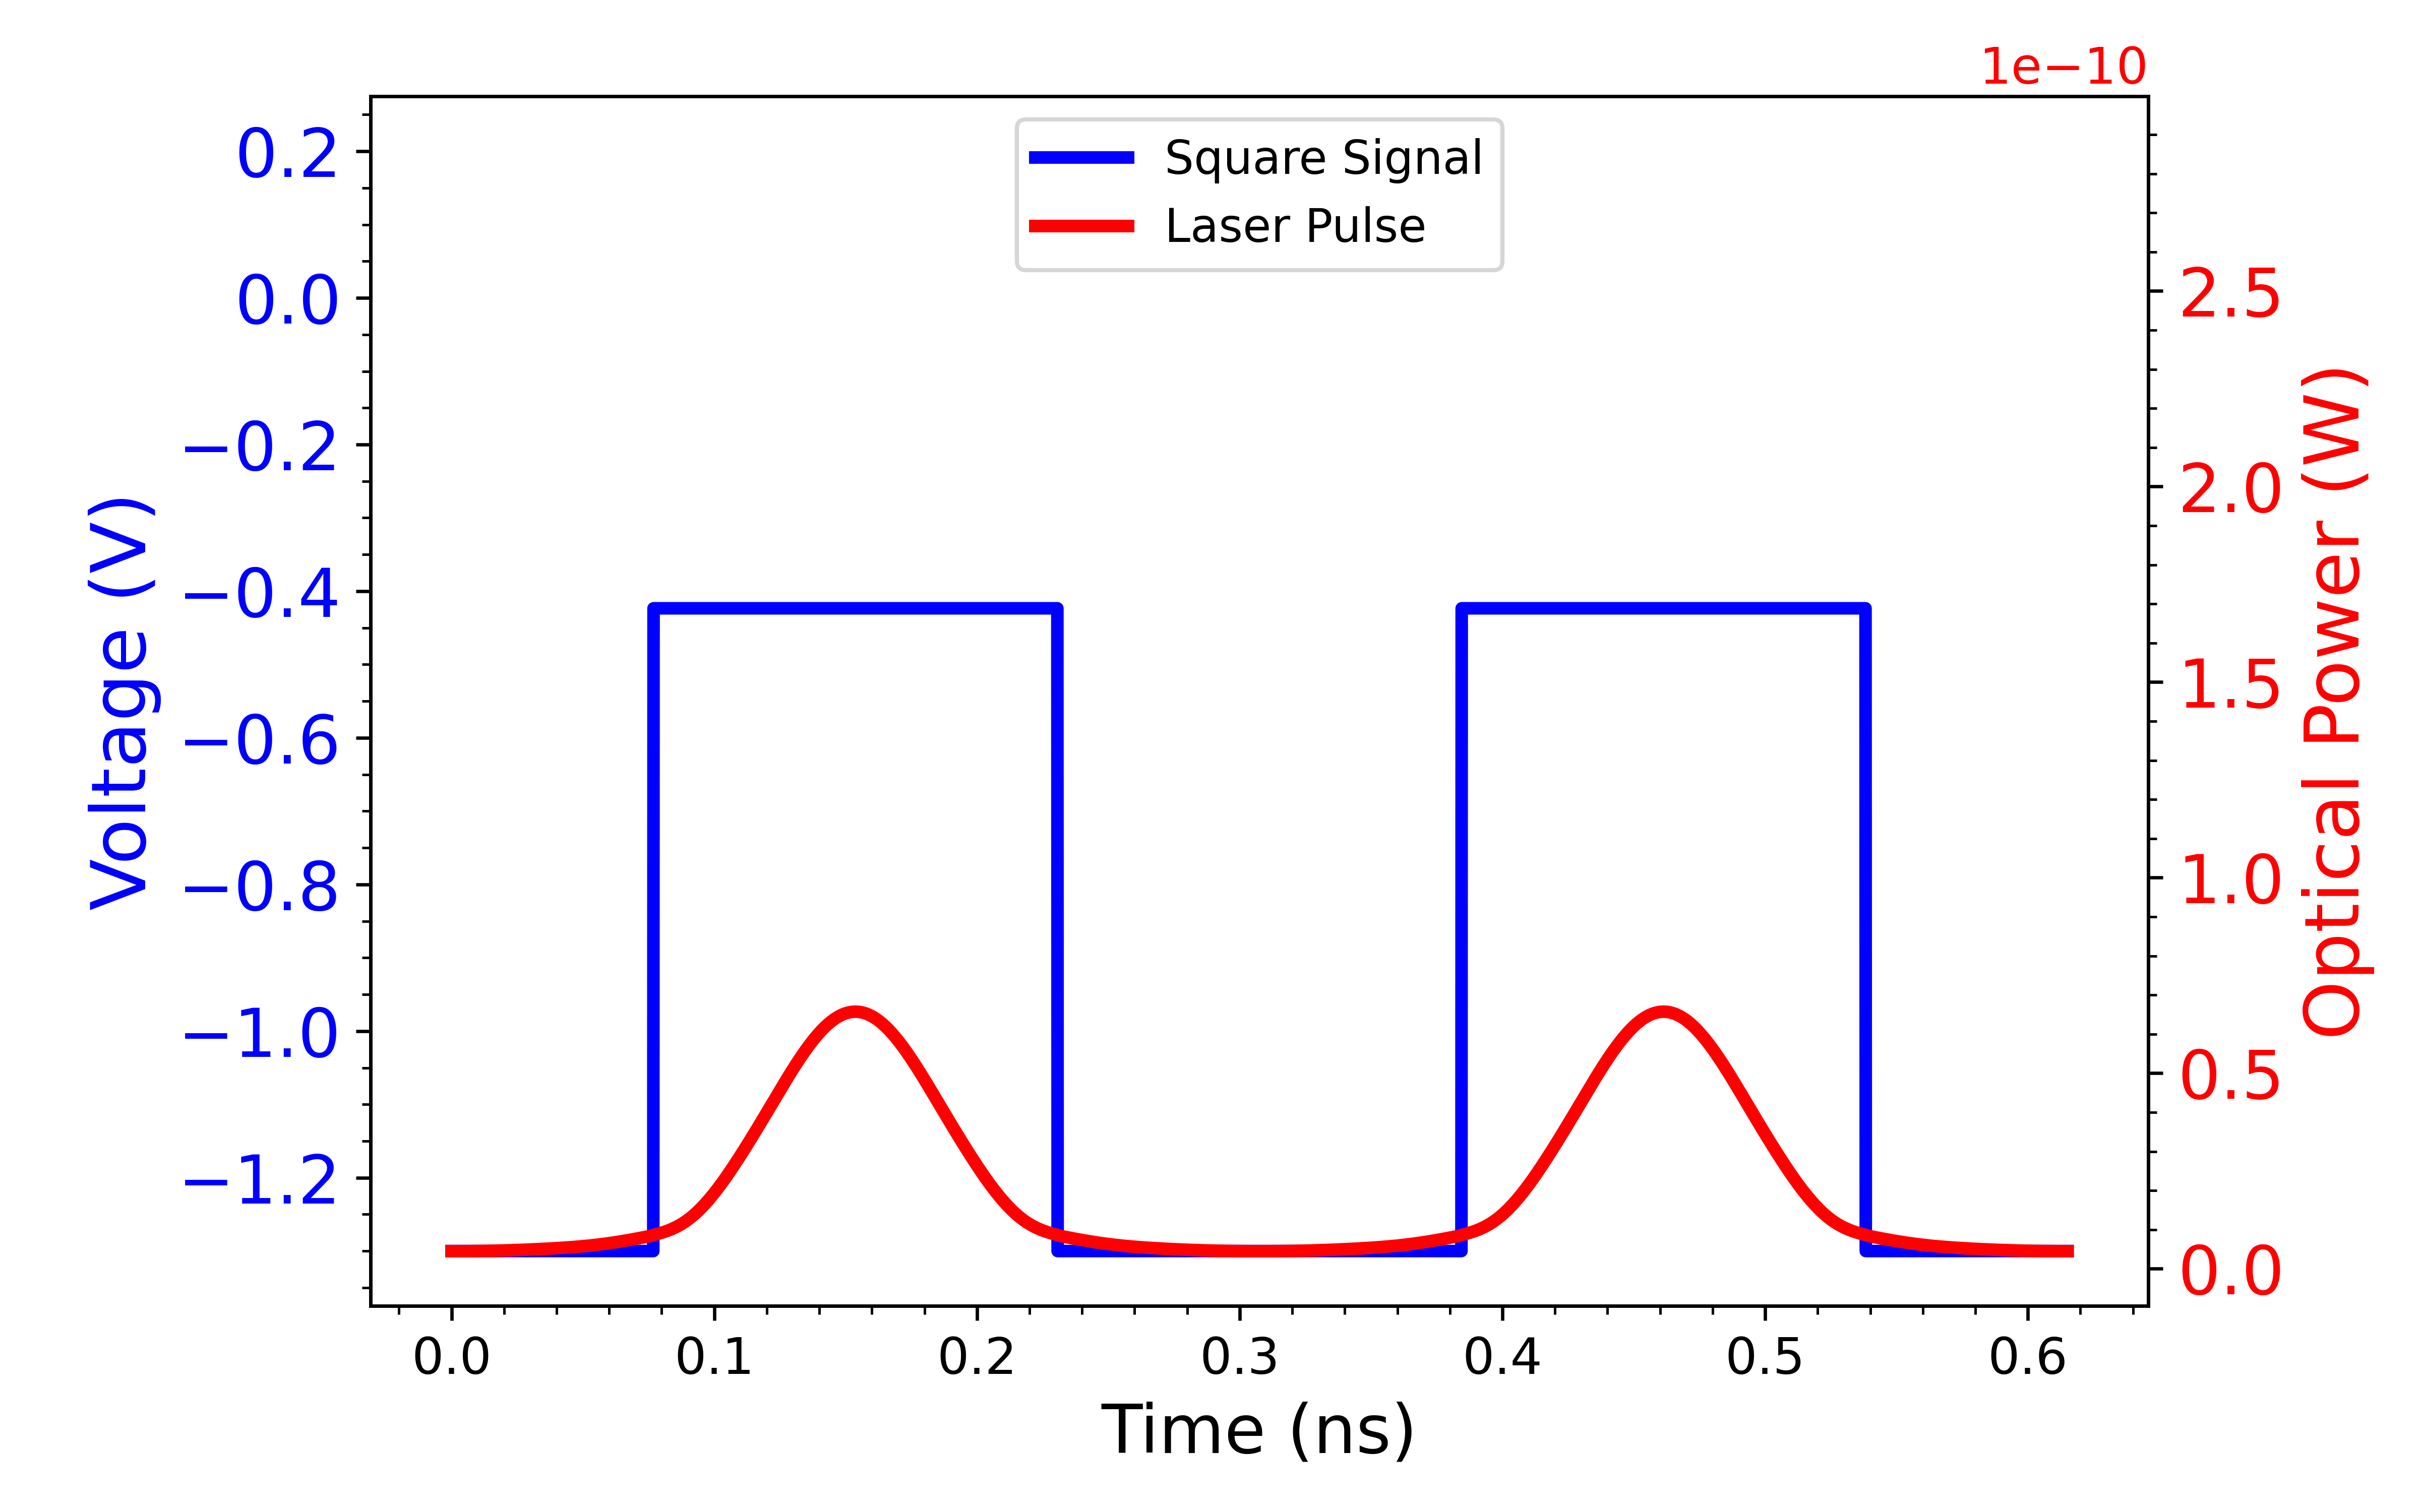 1e−10
Square Signal
Laser Pulse
0.2
0.0
−0.2
−0.4
−0.6
−0.8
−1.0
−1.2
Voltage (V)
2.5
2.0
1.5
1.0
0.5
0.0
Optical Power (W)
0.0 0.1 0.2 0.3 0.4 0.5 0.6
Time (ns)